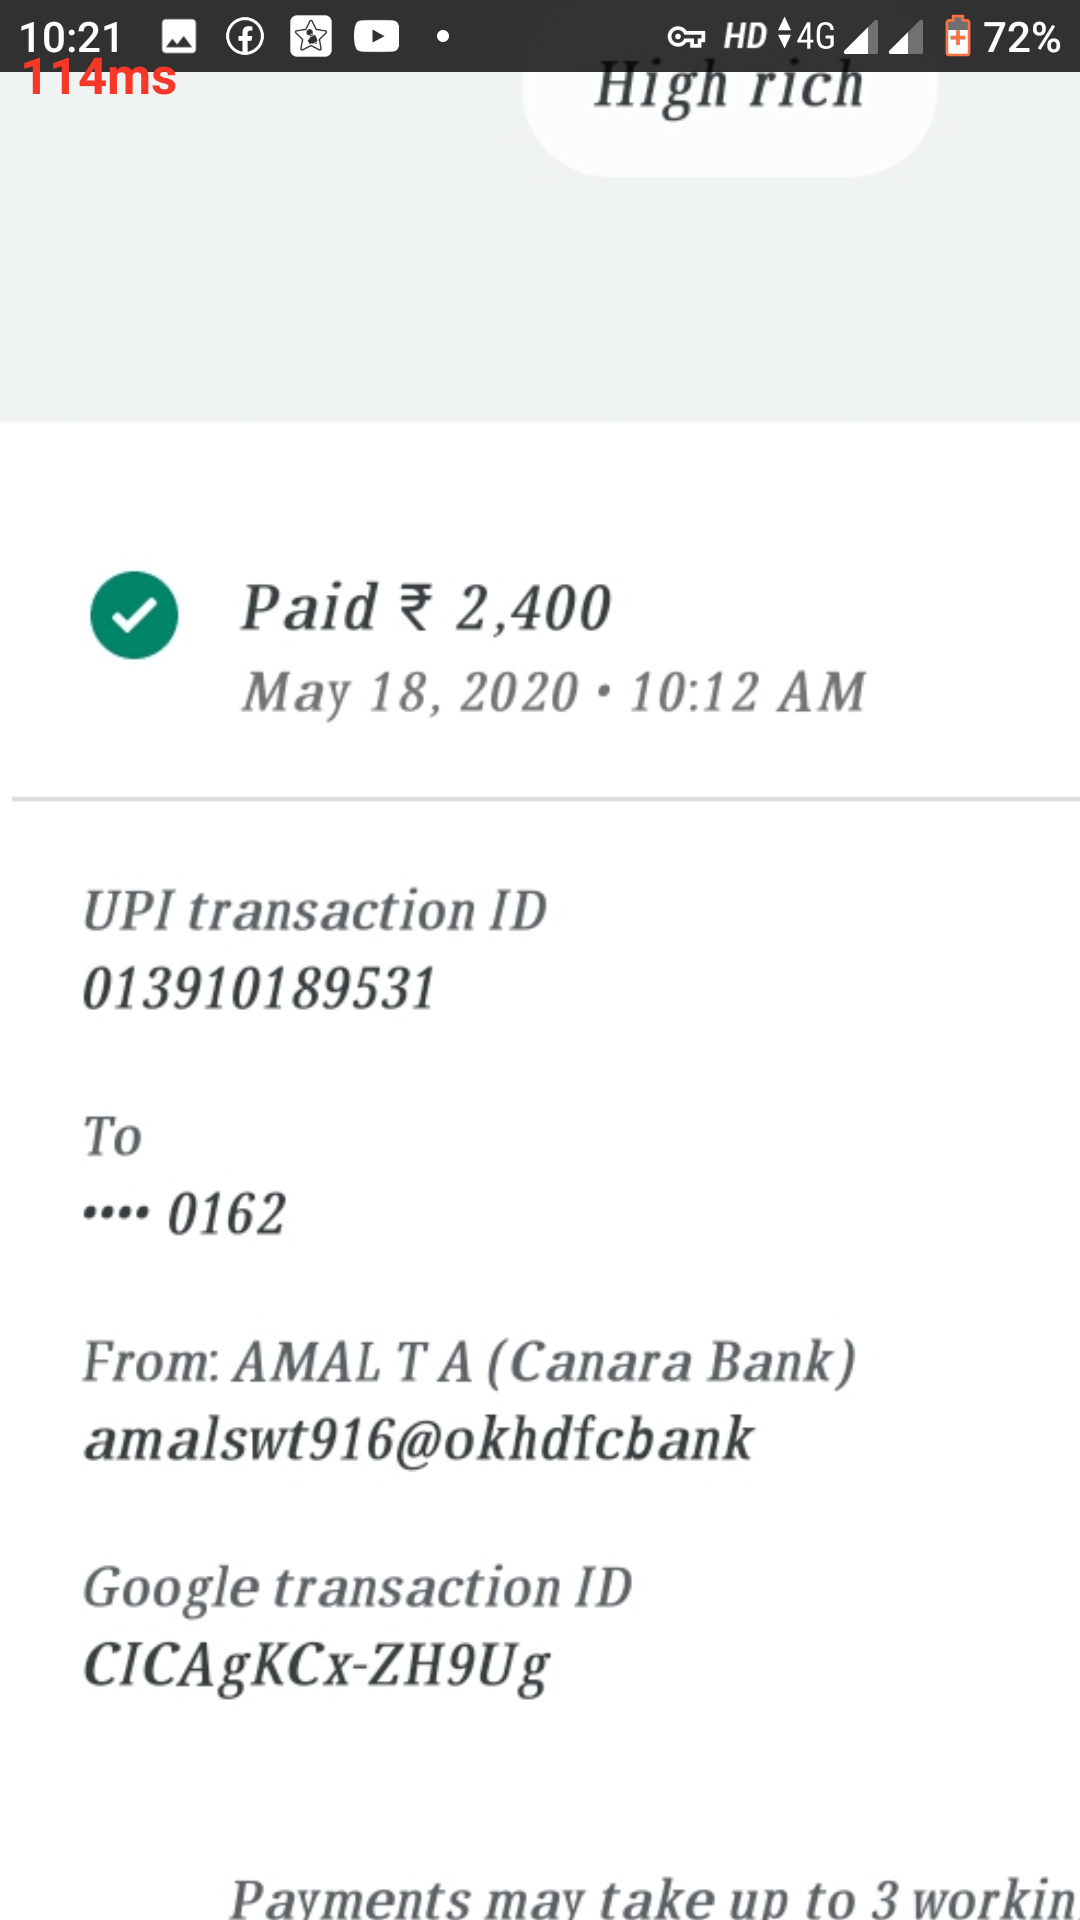 10:21 HD 4G 72%
114ms
High rich
Paid ₹ 2,400
May 18, 2020 • 10:12 AM
UPI transaction ID
013910189531
To
•••• 0162
From: AMAL T A (Canara Bank)
amalswt916@okhdfcbank
Google transaction ID
CICAgKCx-ZH9Ug
Payments may take up to 3 workin